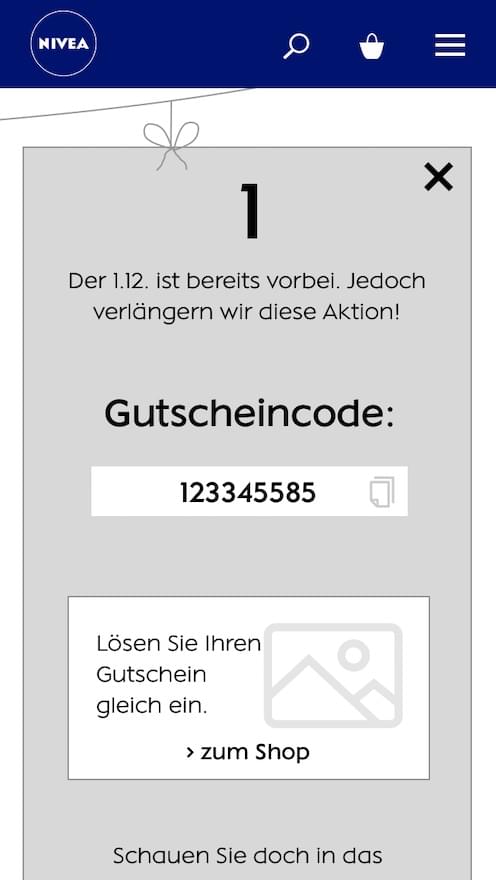 NIVEA
1
Der 1.12. ist bereits vorbei. Jedoch
verlängern wir diese Aktion!
Gutscheincode:
123345585
Lösen Sie Ihren
Gutschein
gleich ein.
› zum Shop
Schauen Sie doch in das